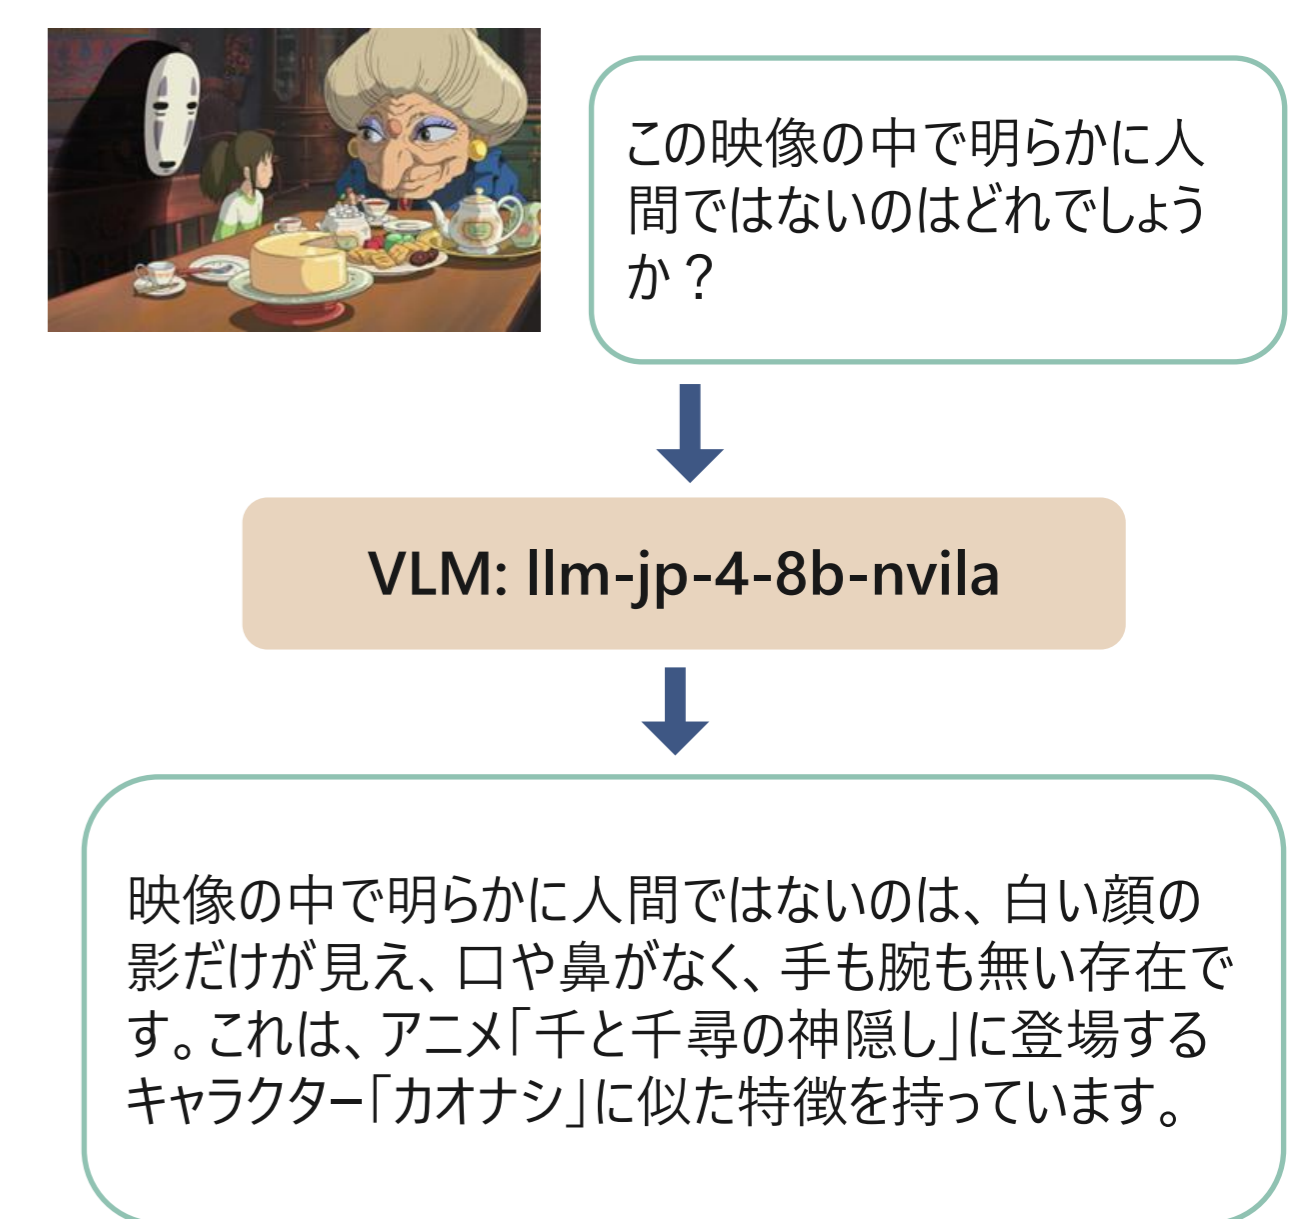 この映像の中で明らかに人
間ではないのはどれでしょう
か？
VLM: llm-jp-4-8b-nvila
映像の中で明らかに人間ではないのは、白い顔の
影だけが見え、口や鼻がなく、手も腕も無い存在で
す。これは、アニメ「千と千尋の神隠し」に登場する
キャラクター「カオナシ」に似た特徴を持っています。